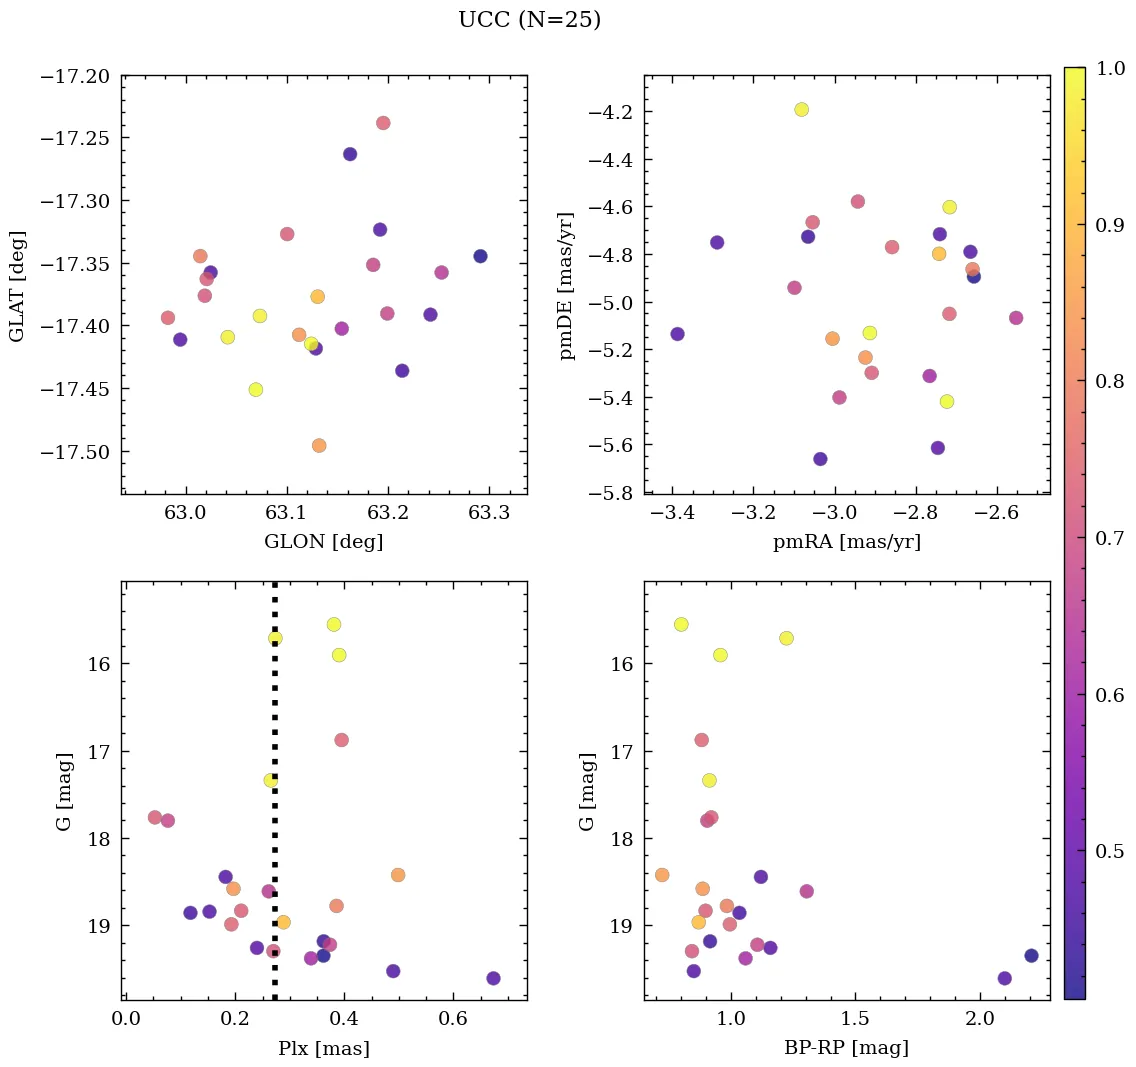 UCC (N=25)
−17.20
−17.25
−17.30
−17.35
−17.40
−17.45
−17.50
GLAT [deg]
63.0 63.1 63.2 63.3
GLON [deg]
−4.2
−4.4
−4.6
−4.8
−5.0
−5.2
−5.4
−5.6
−5.8
pmDE [mas/yr]
−3.4 −3.2 −3.0 −2.8 −2.6
pmRA [mas/yr]
1.0
0.9
0.8
0.7
0.6
0.5
16
17
18
19
G [mag]
0.0 0.2 0.4 0.6
Plx [mas]
16
17
18
19
G [mag]
1.0 1.5 2.0
BP-RP [mag]